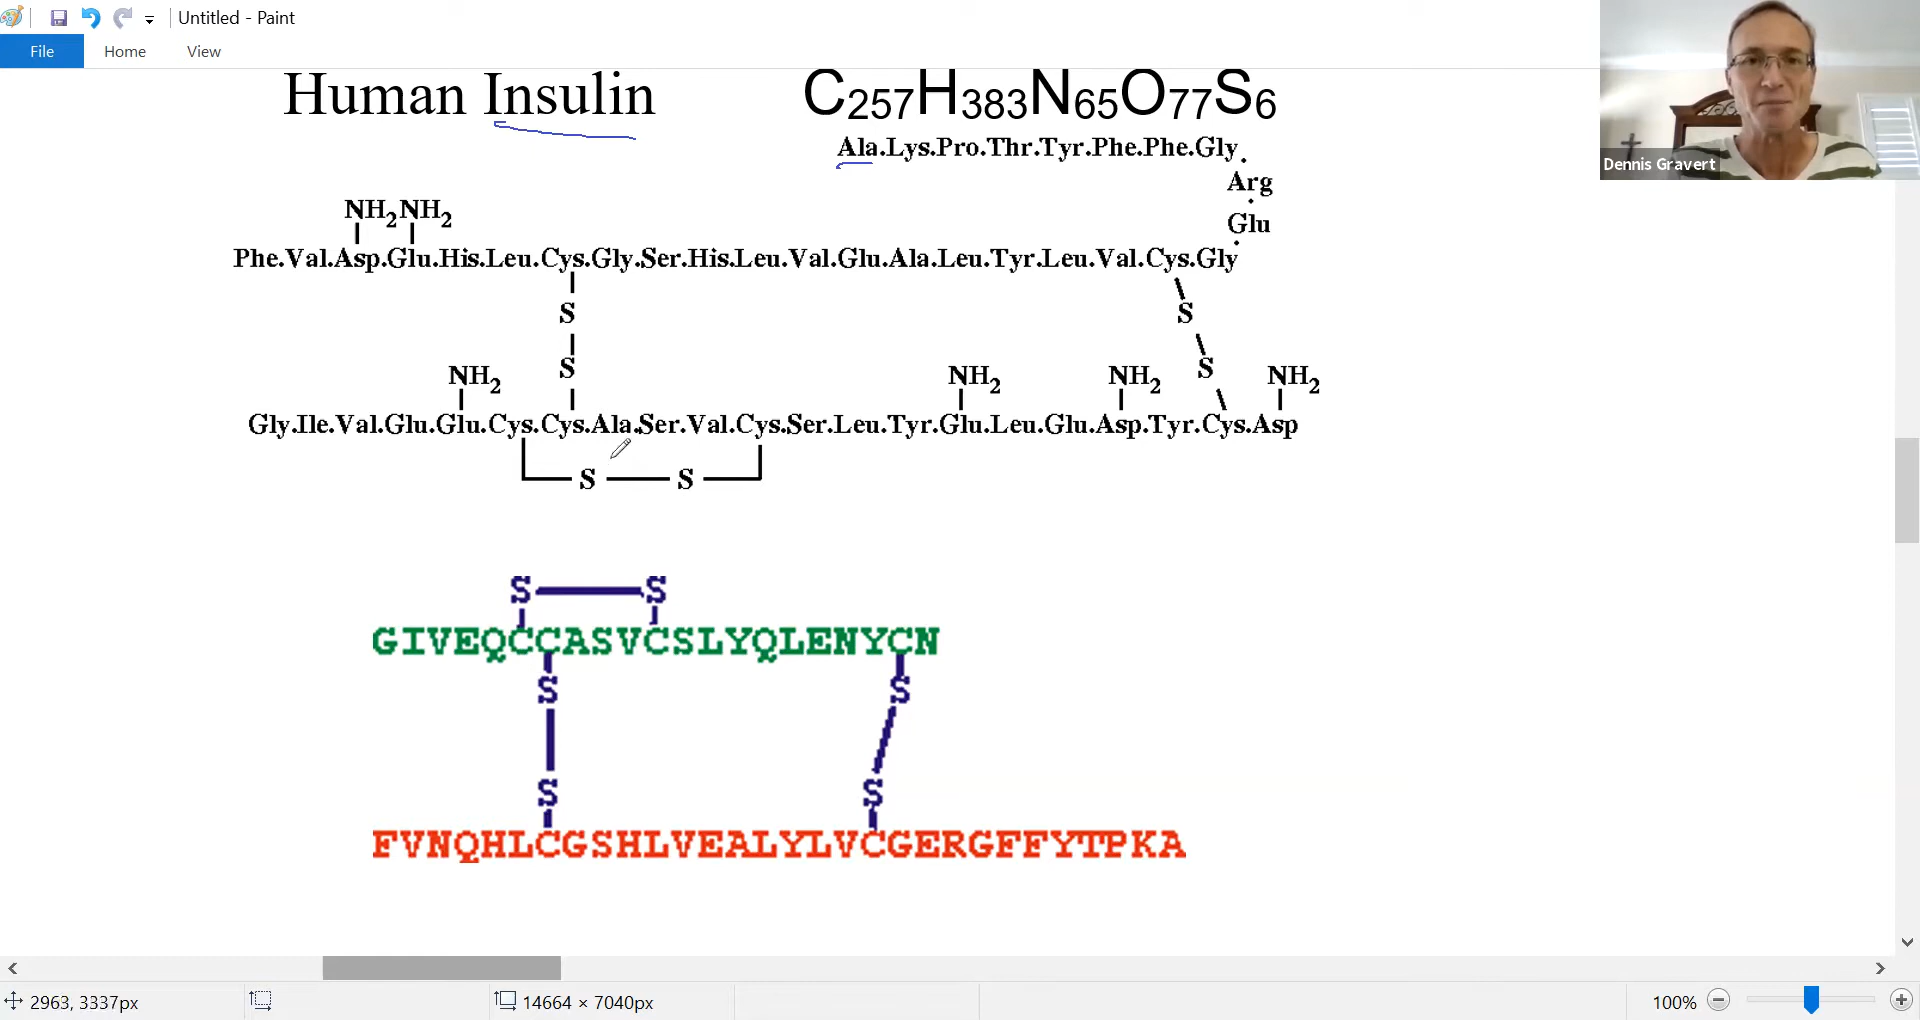 Untitled - Paint
File Home View
Human Insulin C257H383N65O77S6
Dennis Gravert
Ala.Lys.Pro.Thr.Tyr.Phe.Phe.Gly.
Arg
.
Glu
.
NH2NH2
Phe.Val.Asp.Glu.His.Leu.Cys.Gly.Ser.His.Leu.Val.Glu.Ala.Leu.Tyr.Leu.Val.Cys.Gly
S S
S S
NH2 NH2 NH2 NH2
Gly.Ile.Val.Glu.Glu.Cys.Cys.Ala.Ser.Val.Cys.Ser.Leu.Tyr.Glu.Leu.Glu.Asp.Tyr.Cys.Asp
S S
S S
GIVEQCCASVCSLYQLENYCN
S S
S S
FVNQHLCGSHLVEALYLVCGERGFFYTPKA
2963, 3337px 14664 × 7040px 100%